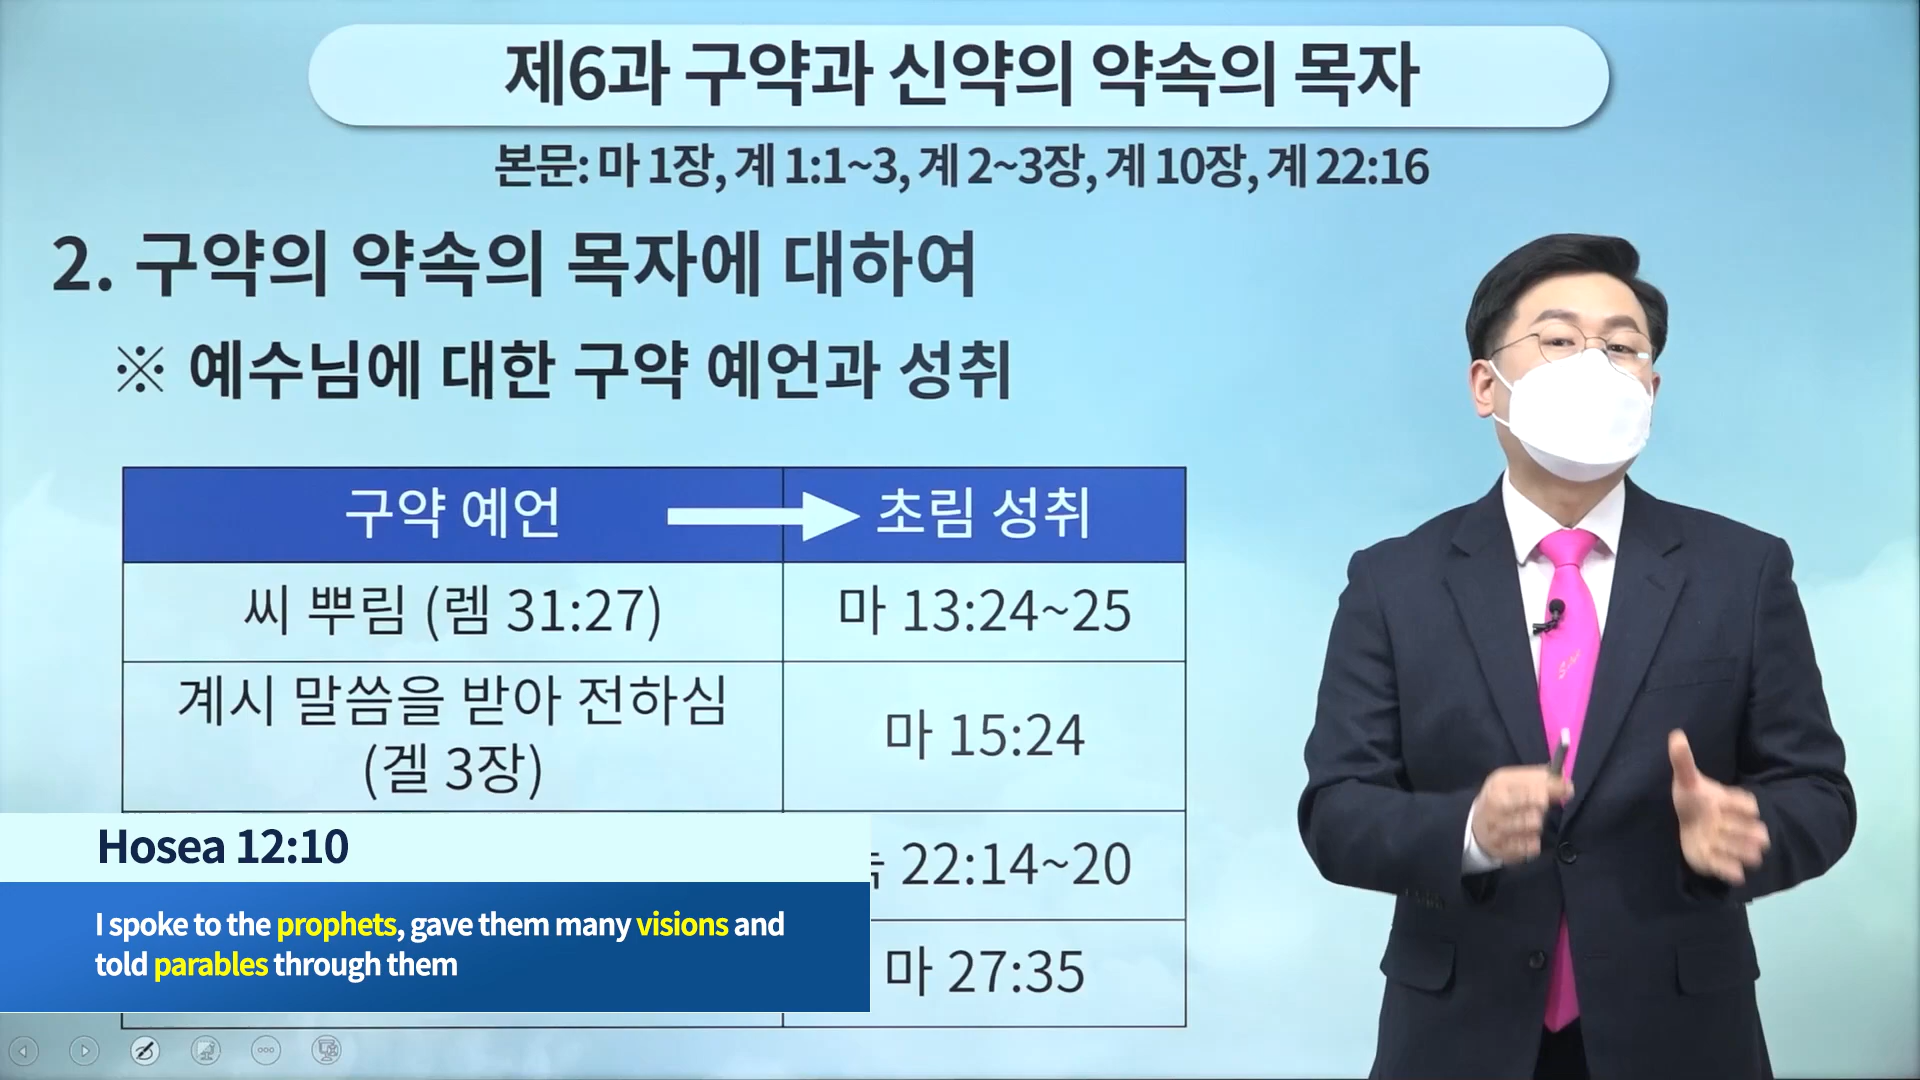 제6과 구약과 신약의 약속의 목자
본문: 마 1장, 계 1:1~3, 계 2~3장, 계 10장, 계 22:16
2. 구약의 약속의 목자에 대하여
※ 예수님에 대한 구약 예언과 성취
구약 예언 → 초림 성취
씨 뿌림 (렘 31:27) 마 13:24~25
계시 말씀을 받아 전하심
(겔 3장) 마 15:24
22:14~20
마 27:35
Hosea 12:10
I spoke to the prophets, gave them many visions and
told parables through them